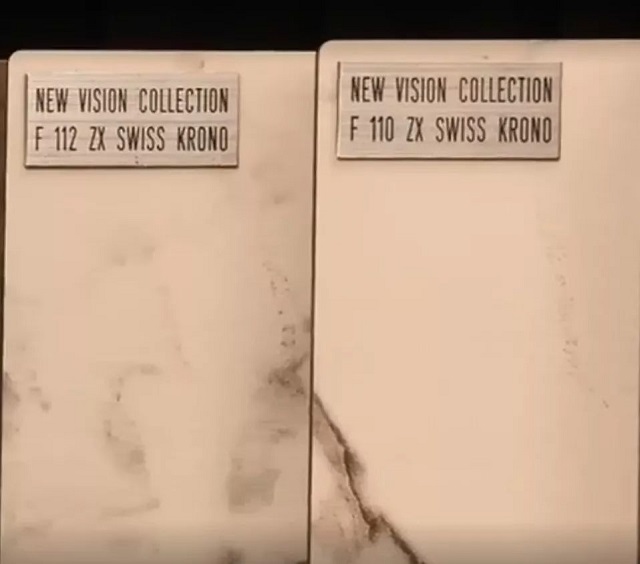 NEW VISION COLLECTION
F 112 ZX SWISS KRONO
NEW VISION COLLECTION
F 110 ZX SWISS KRONO